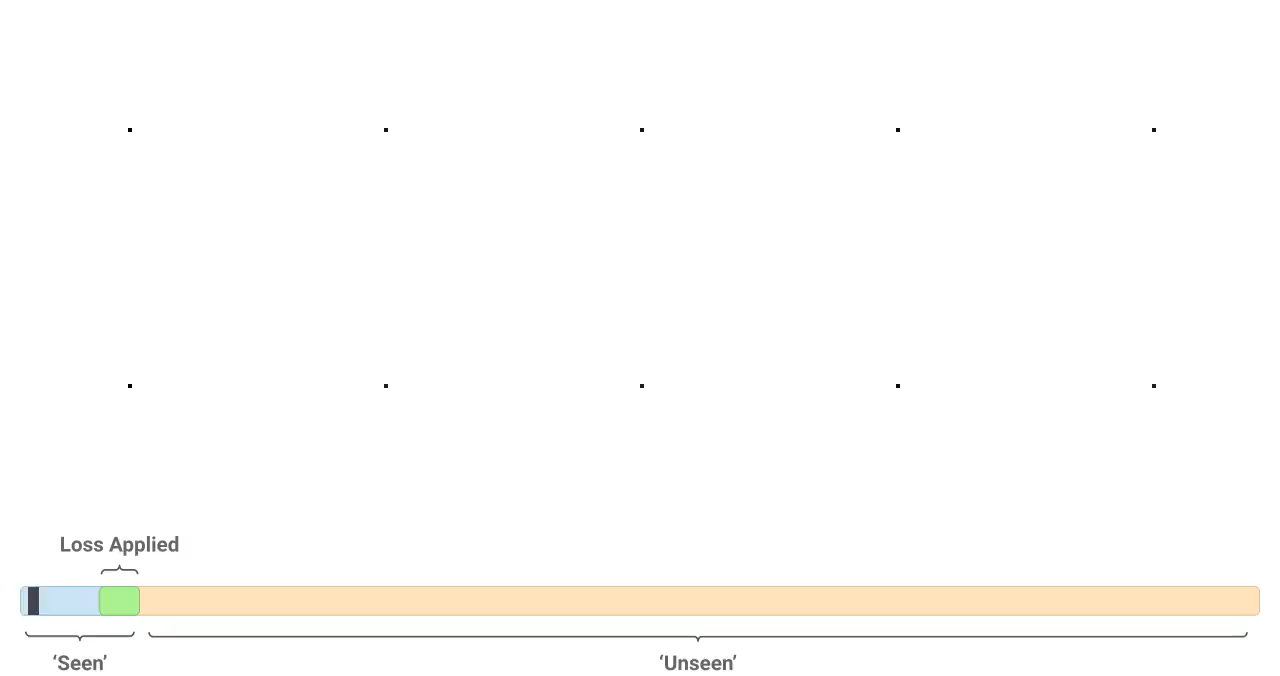 Loss Applied
‘Seen’
‘Unseen’